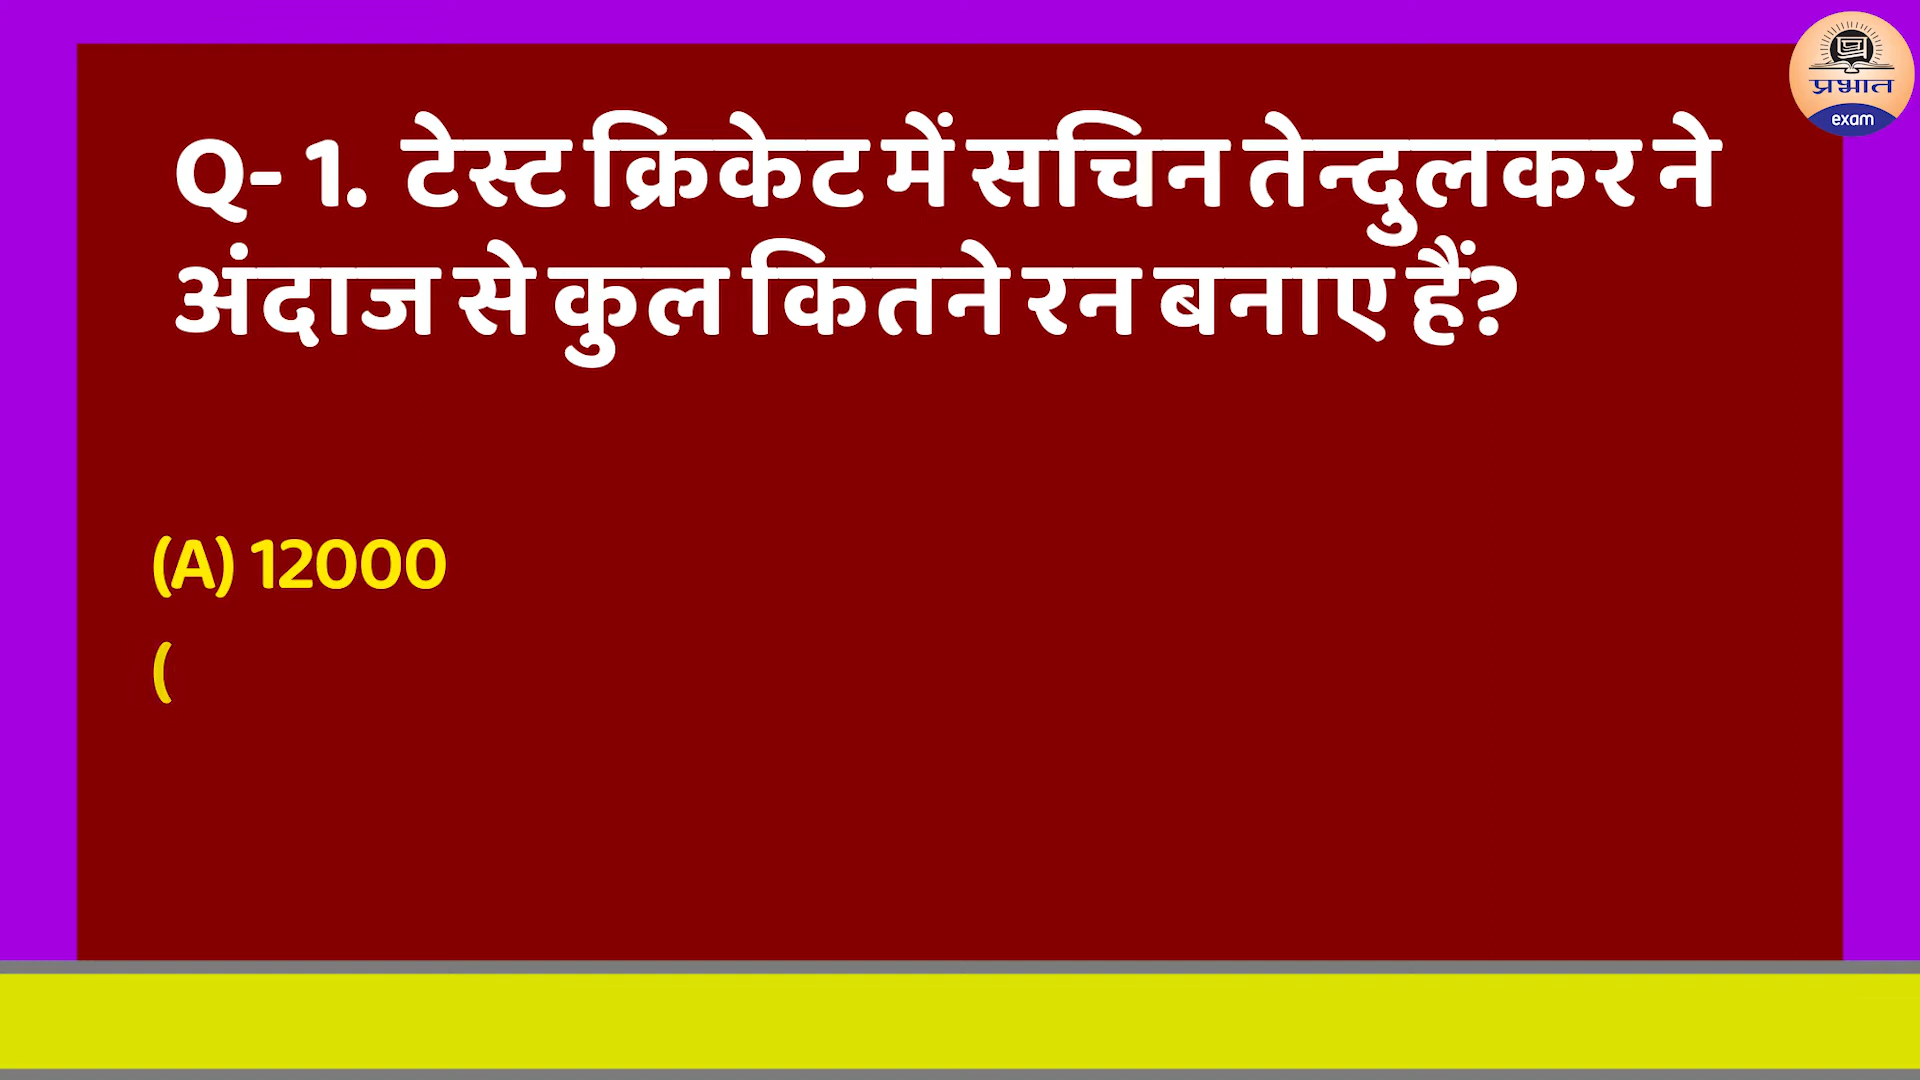 प्रभात
exam
Q- 1. टेस्ट क्रिकेट में सचिन तेन्दुलकर ने
अंदाज से कुल कितने रन बनाए हैं?
(A) 12000
(